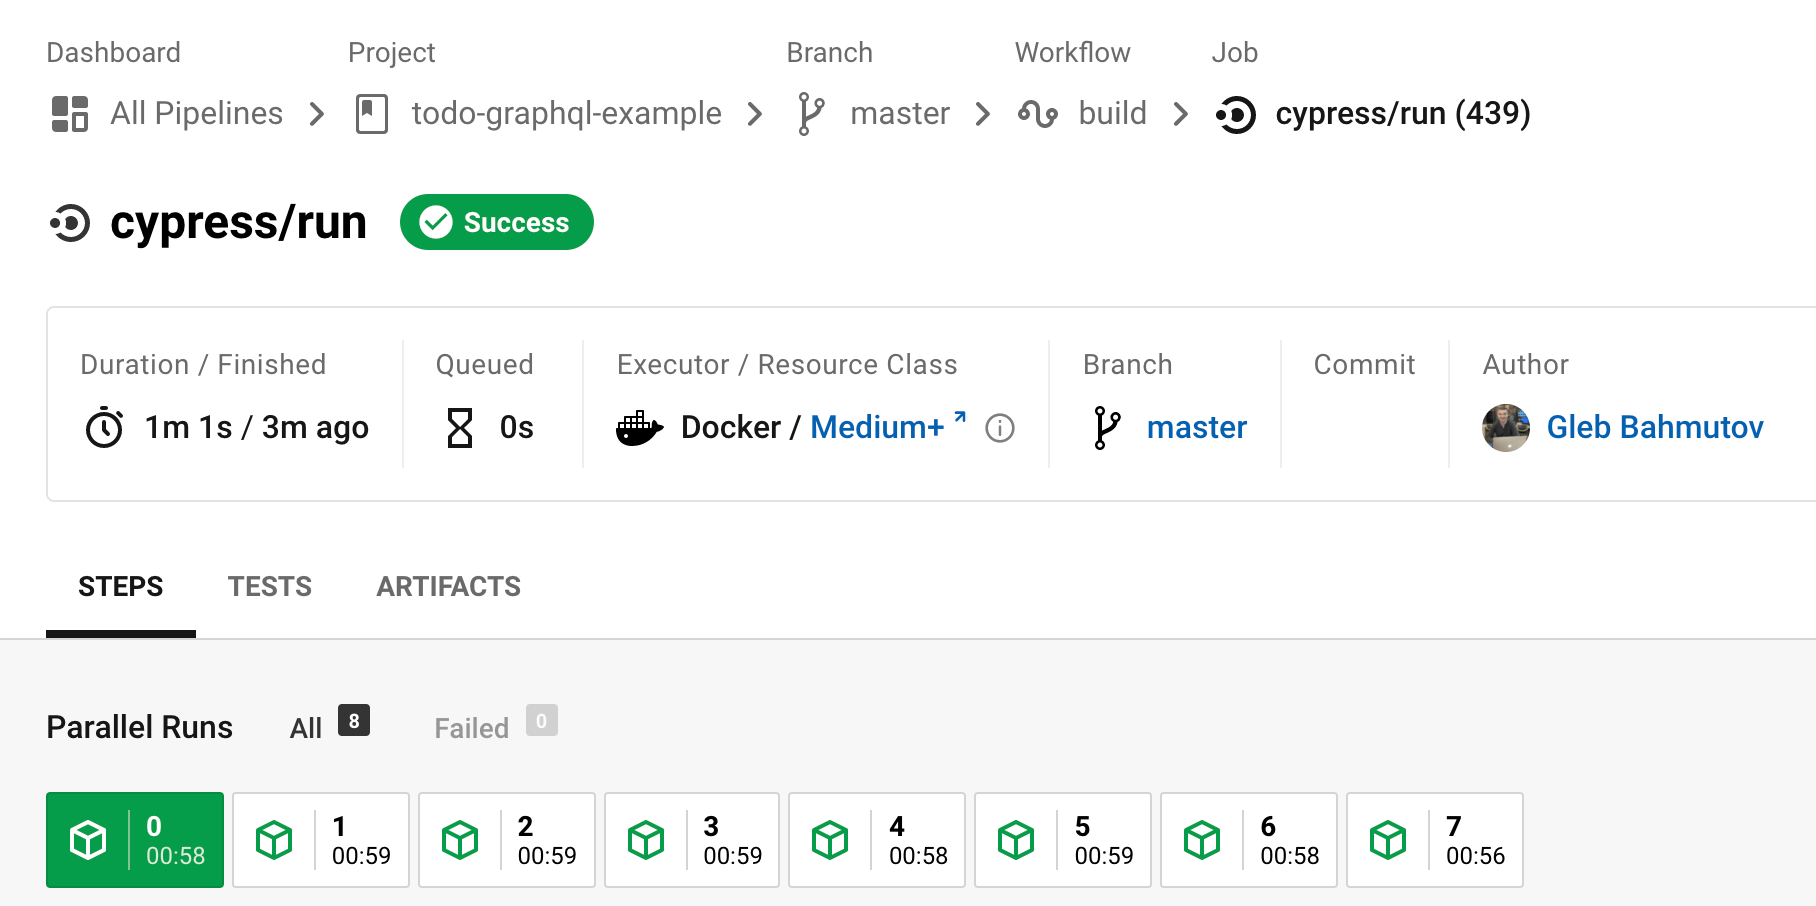 Dashboard Project Branch Workflow Job
All Pipelines todo-graphql-example master build cypress/run (439)
cypress/run Success
Duration / Finished Queued Executor / Resource Class Branch Commit Author
1m 1s / 3m ago 0s Docker / Medium+ master Gleb Bahmutov
STEPS TESTS ARTIFACTS
Parallel Runs All 8 Failed 0
0 1 2 3 4 5 6 7
00:58 00:59 00:59 00:59 00:58 00:59 00:58 00:56